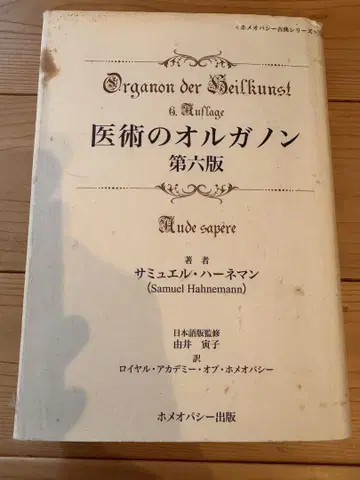 <ホメオパシー古典シリーズ>
Organon der Heilkunst
6. Auflage
医術のオルガノン
第六版
Aude sapere
著者
サミュエル・ハーネマン
(Samuel Hahnemann)
日本語版監修
由井 寅子
訳
ロイヤル・アカデミー・オブ・ホメオパシー
ホメオパシー出版